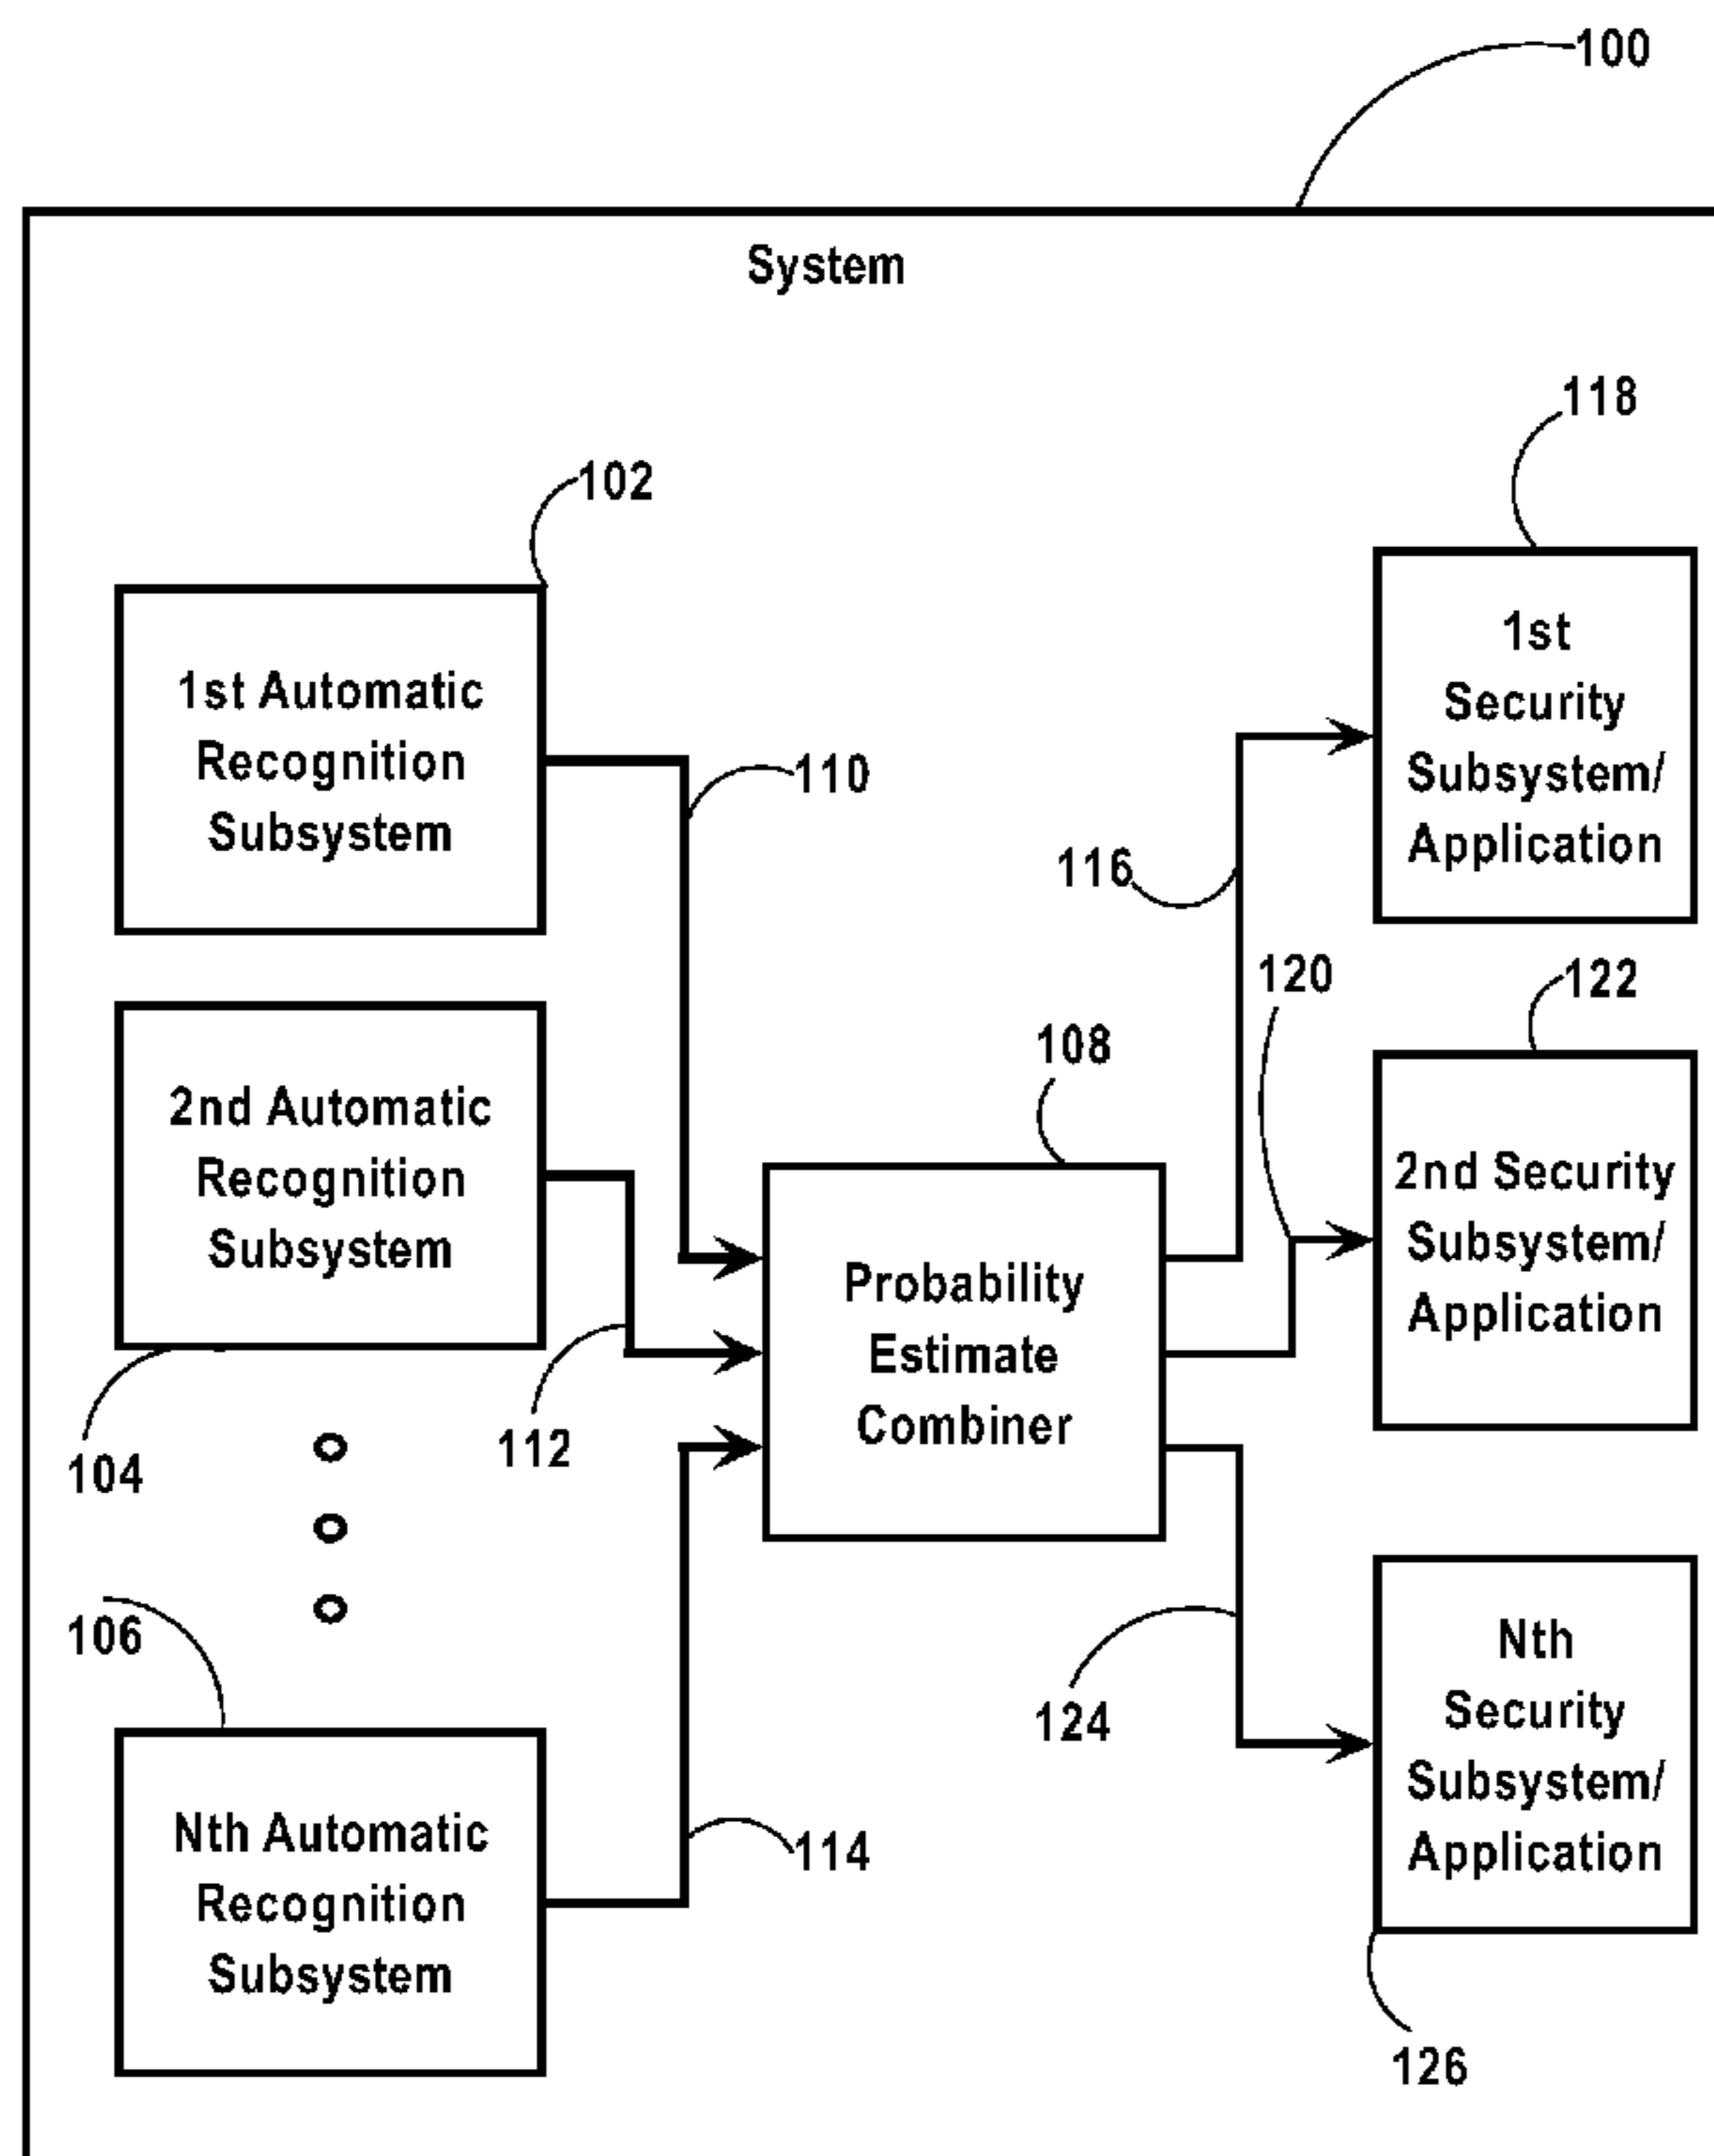 100
System
118
102
1st
Security
Subsystem/
Application
1st Automatic
Recognition
Subsystem
110
116
120
122
108
2nd Automatic
Recognition
Subsystem
2nd Security
Subsystem/
Application
Probability
Estimate
Combiner
112
104
106
Nth
Security
Subsystem/
Application
124
Nth Automatic
Recognition
Subsystem
114
126